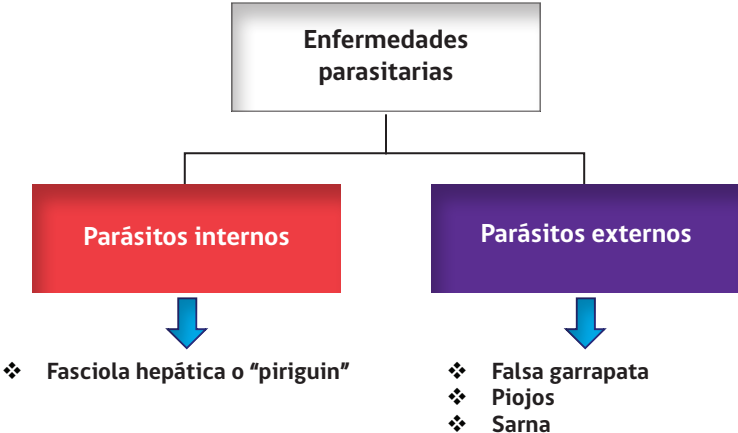 Enfermedades
parasitarias
Parásitos internos
Parásitos externos
❖ Fasciola hepática o “piriguin”
❖ Falsa garrapata
❖ Piojos
❖ Sarna